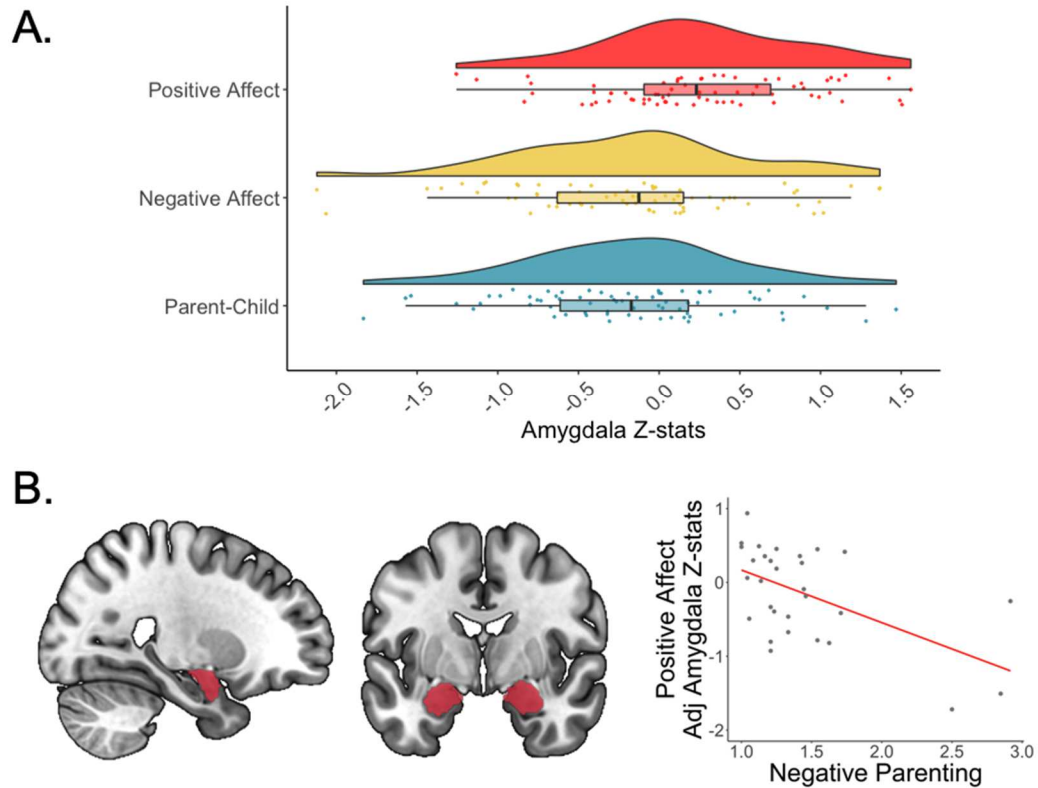 A.
Positive Affect
Negative Affect
Parent-Child
-2.0 -1.5 -1.0 -0.5 0.0 0.5 1.0 1.5
Amygdala Z-stats
B.
Positive Affect
Adj Amygdala Z-stats
1
0
-1
-2
1.0 1.5 2.0 2.5 3.0
Negative Parenting